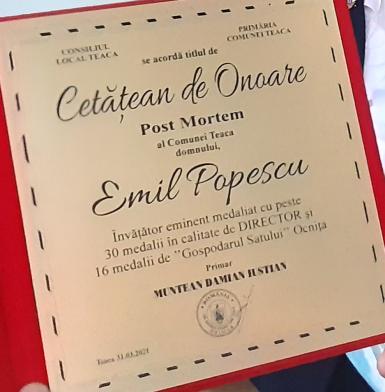 CONSILIUL
LOCAL TEACA
PRIMĂRIA
COMUNEI TEACA
se acordă titlul de
Cetățean de Onoare
Post Mortem
al Comunei Teaca
domnului,
Emil Popescu
Învățător eminent medaliat cu peste
30 medalii în calitate de DIRECTOR și
16 medalii de "Gospodarul Satului" Ocnița
Primar
MUNTEAN DAMIAN IUSTIAN
Teaca 31.03.2021